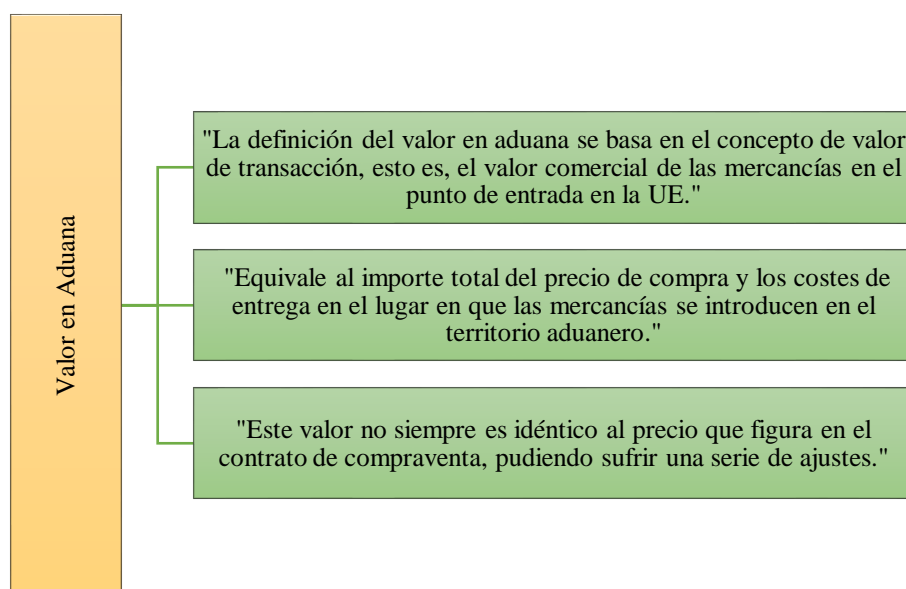 Valor en Aduana
"La definición del valor en aduana se basa en el concepto de valor
de transacción, esto es, el valor comercial de las mercancías en el
punto de entrada en la UE."
"Equivale al importe total del precio de compra y los costes de
entrega en el lugar en que las mercancías se introducen en el
territorio aduanero."
"Este valor no siempre es idéntico al precio que figura en el
contrato de compraventa, pudiendo sufrir una serie de ajustes."